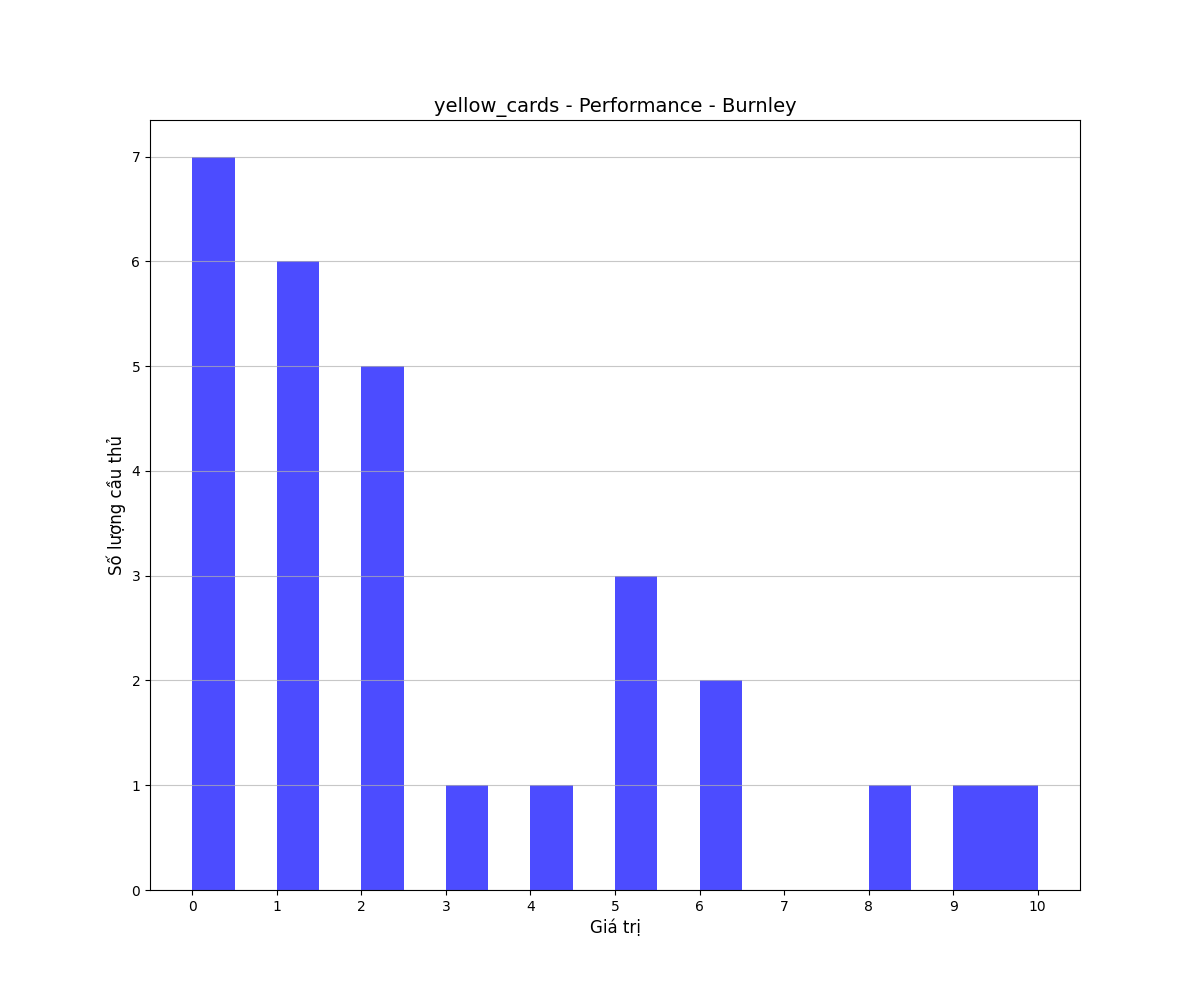 yellow_cards - Performance - Burnley
Số lượng cầu thủ
7
6
5
4
3
2
1
0
0 1 2 3 4 5 6 7 8 9 10
Giá trị